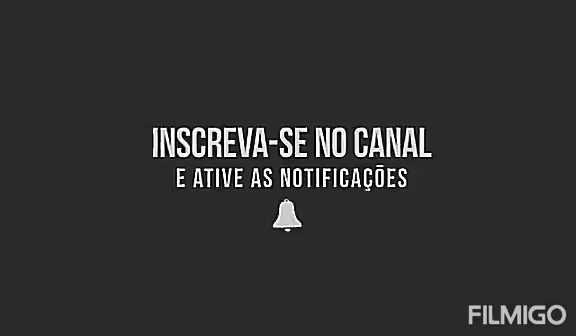 INSCREVA-SE NO CANAL
E ATIVE AS NOTIFICAÇÕES
FILMIGO